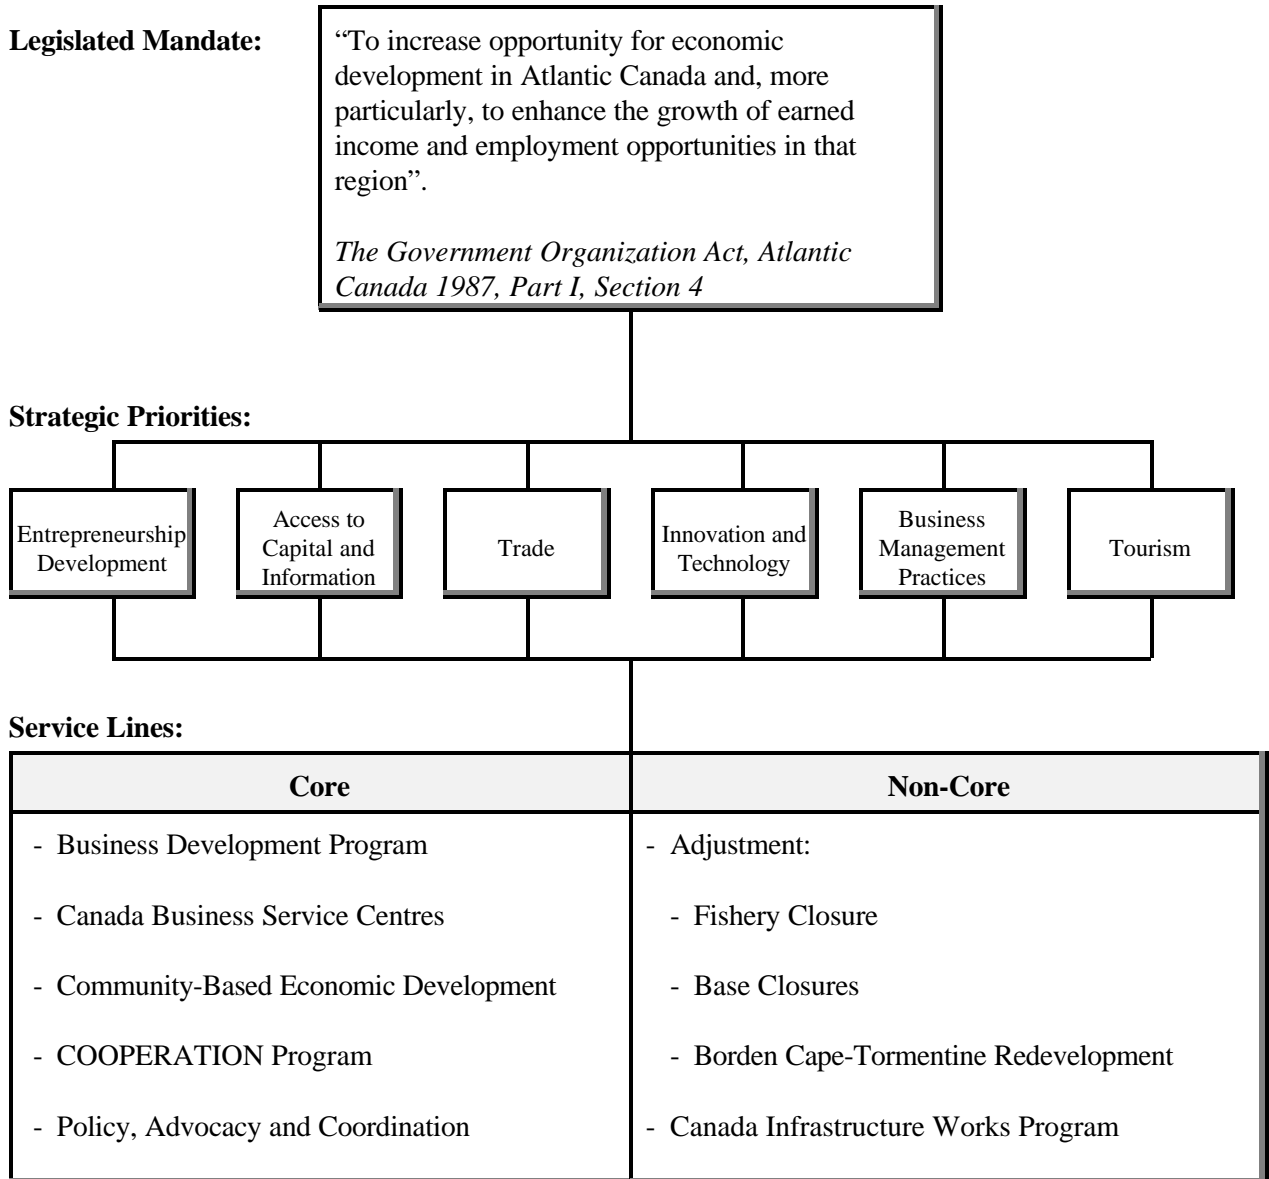 Legislated Mandate:
“To increase opportunity for economic
development in Atlantic Canada and, more
particularly, to enhance the growth of earned
income and employment opportunities in that
region”.
The Government Organization Act, Atlantic
Canada 1987, Part I, Section 4
Strategic Priorities:
Entrepreneurship
Development
Access to
Capital and
Information
Trade
Innovation and
Technology
Business
Management
Practices
Tourism
Service Lines:
Core
- Business Development Program
- Canada Business Service Centres
- Community-Based Economic Development
- COOPERATION Program
- Policy, Advocacy and Coordination
Non-Core
- Adjustment:
- Fishery Closure
- Base Closures
- Borden Cape-Tormentine Redevelopment
- Canada Infrastructure Works Program